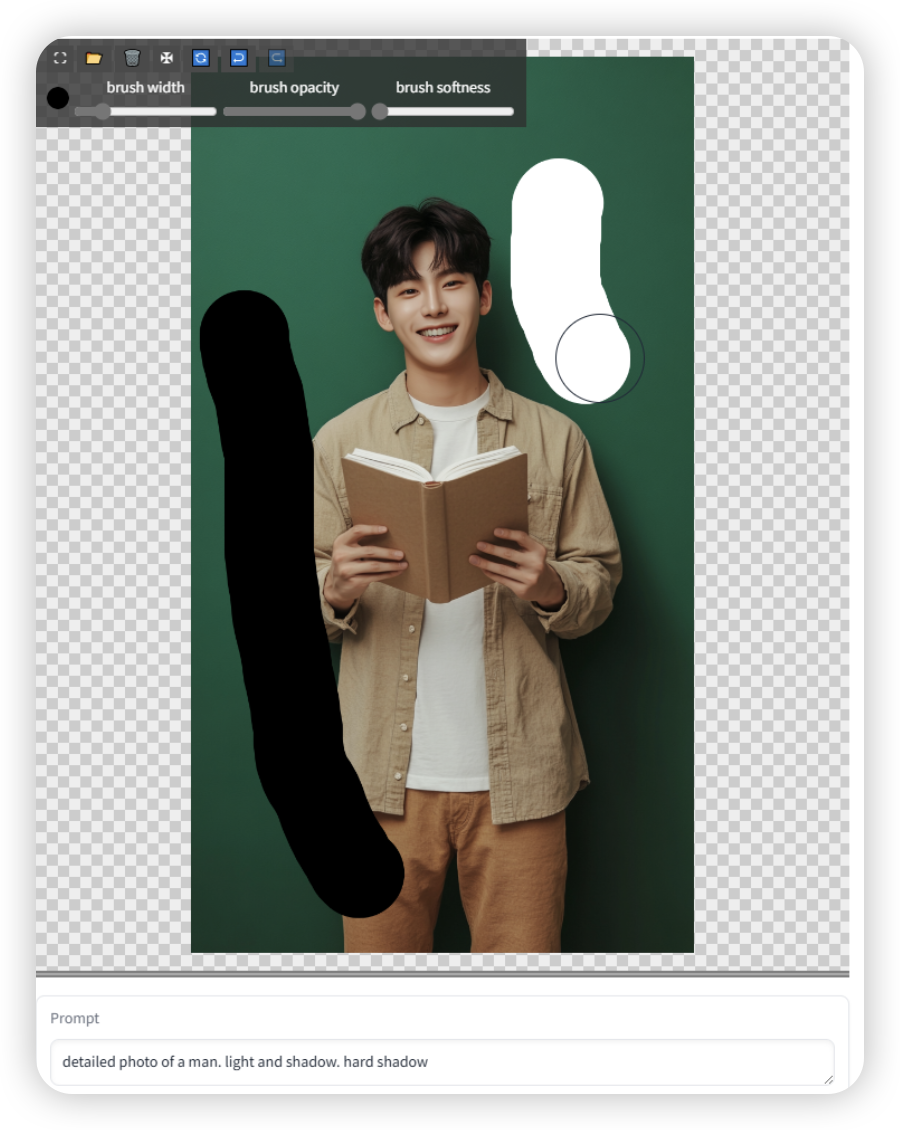 brush width
brush opacity
brush softness
Prompt
detailed photo of a man. light and shadow. hard shadow